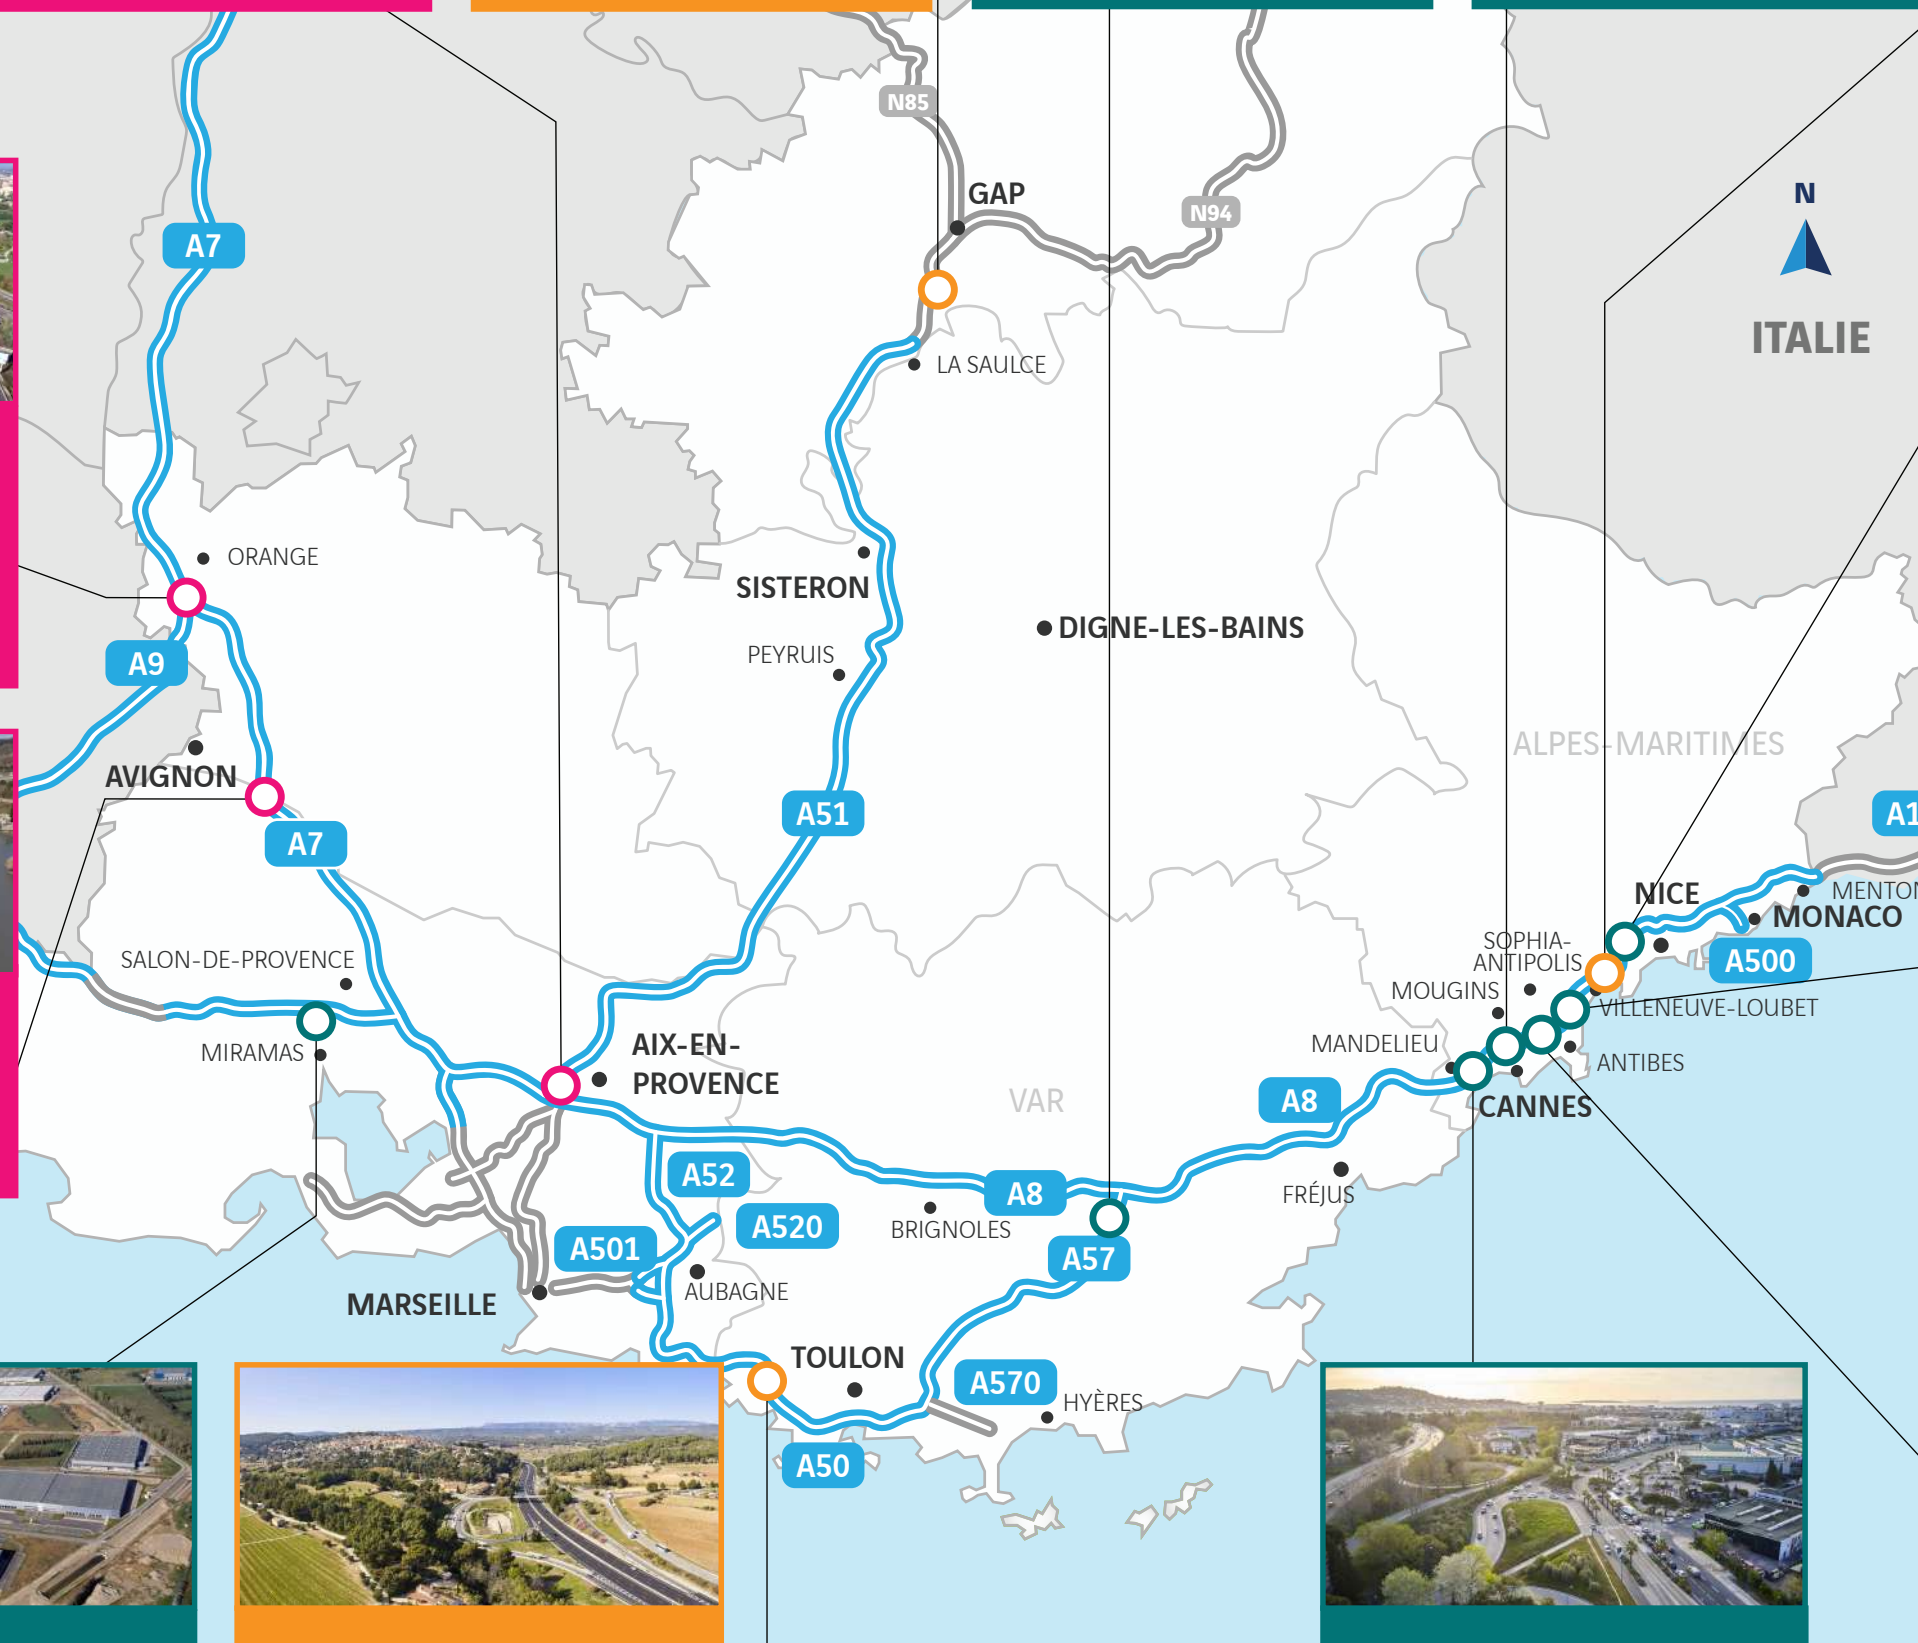 N85
GAP
N94
N
A7
ITALIE
LA SAULCE
ORANGE
SISTERON
DIGNE-LES-BAINS
PEYRUIS
A9
ALPES-MARITIMES
AVIGNON
A51
A1
A7
NICE
MENTON
MONACO
SALON-DE-PROVENCE
SOPHIA-
ANTIPOLIS
A500
MOUGINS
VILLENEUVE-LOUBET
MIRAMAS
AIX-EN-
PROVENCE
MANDELIEU
ANTIBES
VAR
A8
CANNES
A52
A8
FRÉJUS
A520
BRIGNOLES
A501
A57
AUBAGNE
MARSEILLE
TOULON
A570
HYÈRES
A50